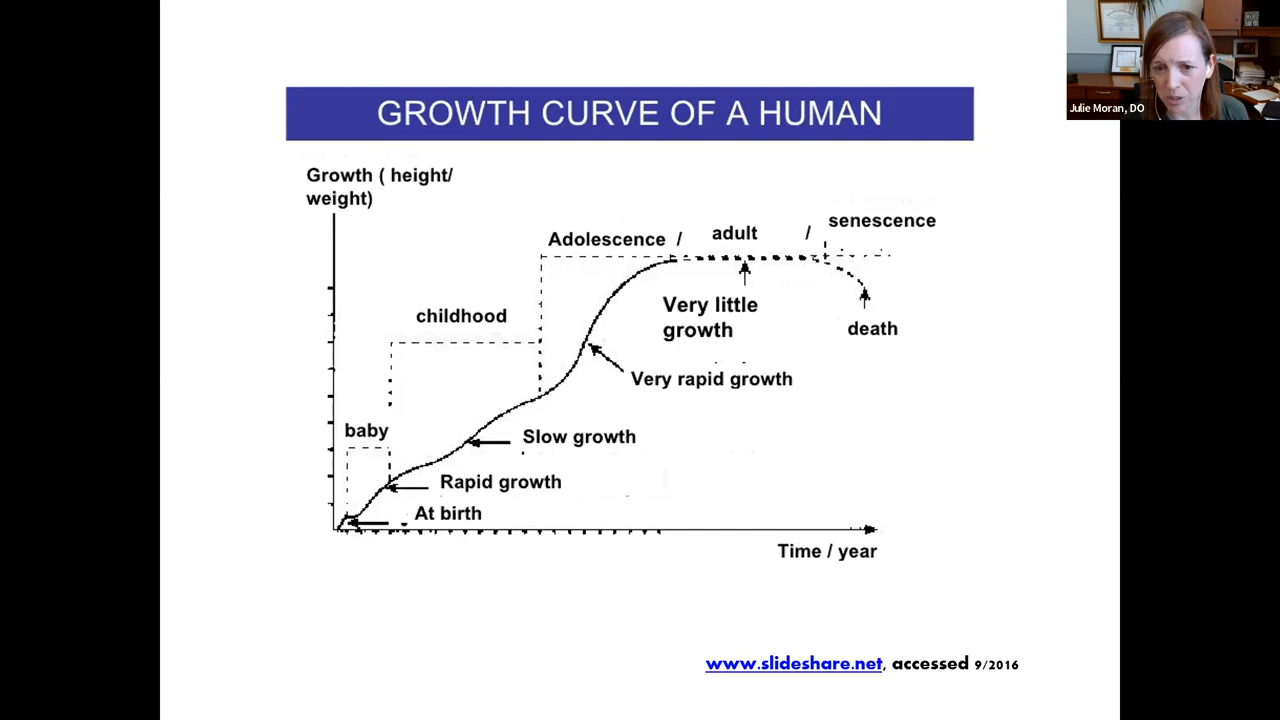 Julie Moran, DO
GROWTH CURVE OF A HUMAN
Growth ( height/
weight)
senescence
Adolescence / adult /
Very little
growth
death
childhood
Very rapid growth
baby
Slow growth
Rapid growth
At birth
Time / year
www.slideshare.net, accessed 9/2016